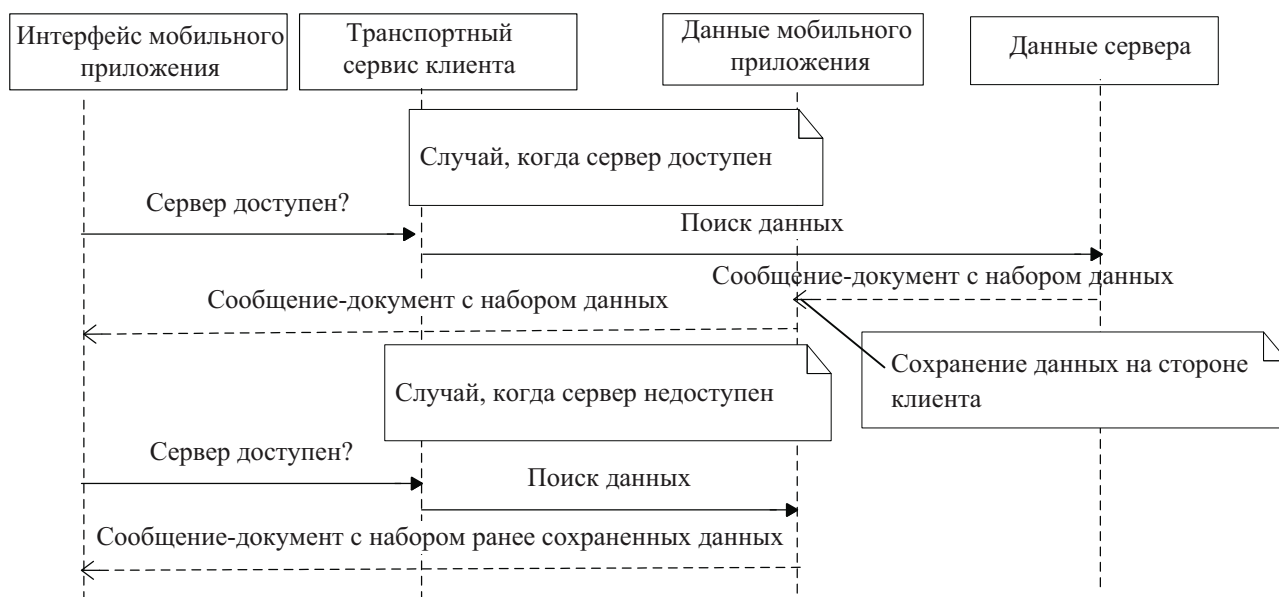 Интерфейс мобильного
приложения
Транспортный
сервис клиента
Данные мобильного
приложения
Данные сервера
Случай, когда сервер доступен
Сервер доступен?
Поиск данных
Сообщение-документ с набором данных
Сообщение-документ с набором данных
Сохранение данных на стороне
клиента
Случай, когда сервер недоступен
Сервер доступен?
Поиск данных
Сообщение-документ с набором ранее сохраненных данных